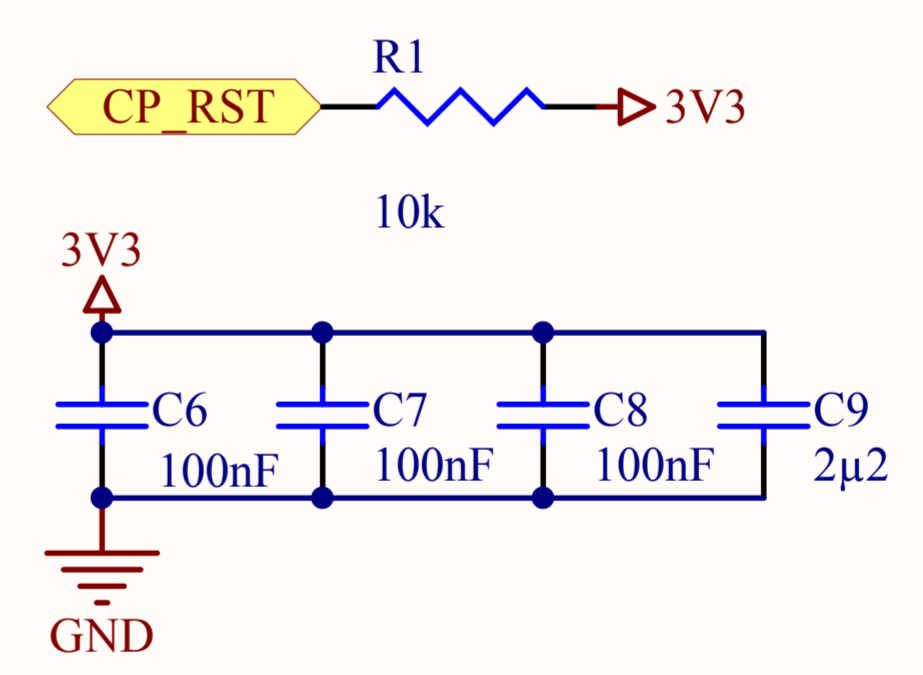 R1
CP_RST
3V3
10k
3V3
C6
C7
C8
C9
100nF
100nF
100nF
2µ2
GND